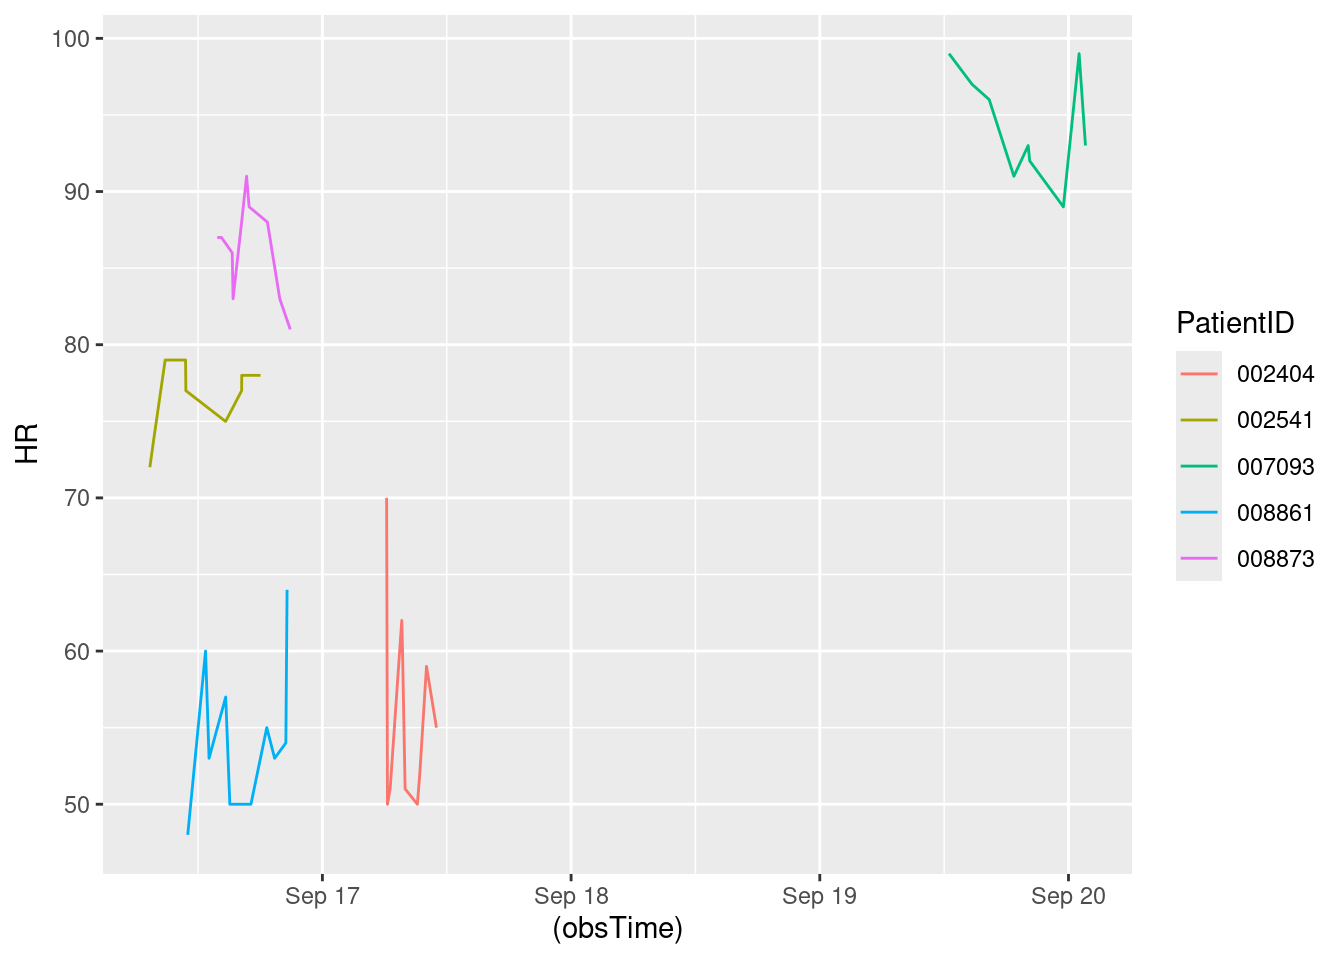 100
90
80
70
60
50
HR
Sep 17
Sep 18
Sep 19
Sep 20
(obsTime)
PatientID
002404
002541
007093
008861
008873